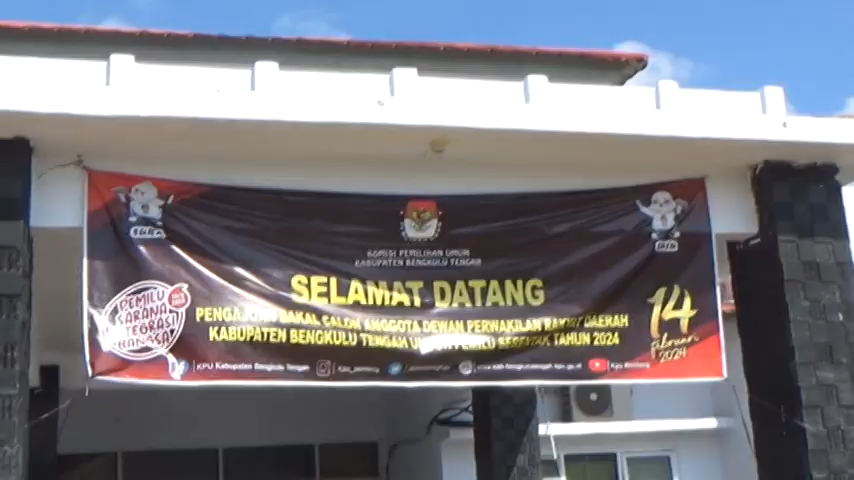 KOMISI PEMILIHAN UMUM
KABUPATEN BENGKULU TENGAH
SELAMAT DATANG
PENGAJUAN BAKAL CALON ANGGOTA DEWAN PERWAKILAN RAKYAT DAERAH
KABUPATEN BENGKULU TENGAH UNTUK PEMILU SERENTAK TAHUN 2024
PEMILU
SARANA
INTEGRASI
BANGSA
14
Februari
2024
KPU Kabupaten Bengkulu Tengah